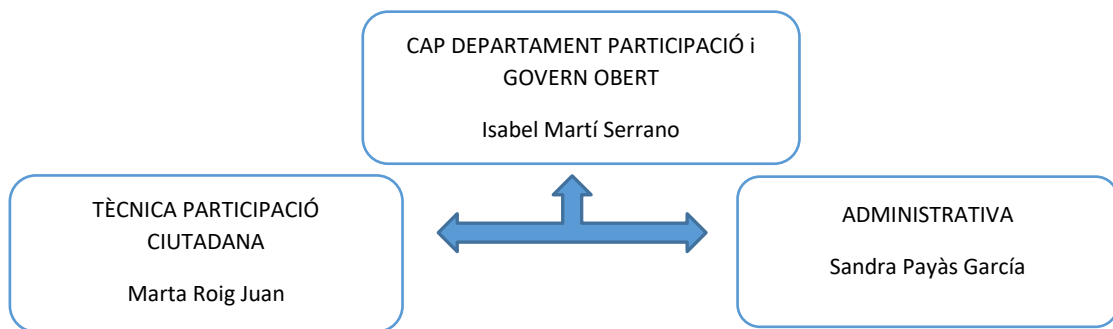 CAP DEPARTAMENT PARTICIPACIÓ i
GOVERN OBERT
Isabel Martí Serrano
TÈCNICA PARTICIPACIÓ
CIUTADANA
Marta Roig Juan
ADMINISTRATIVA
Sandra Payàs García